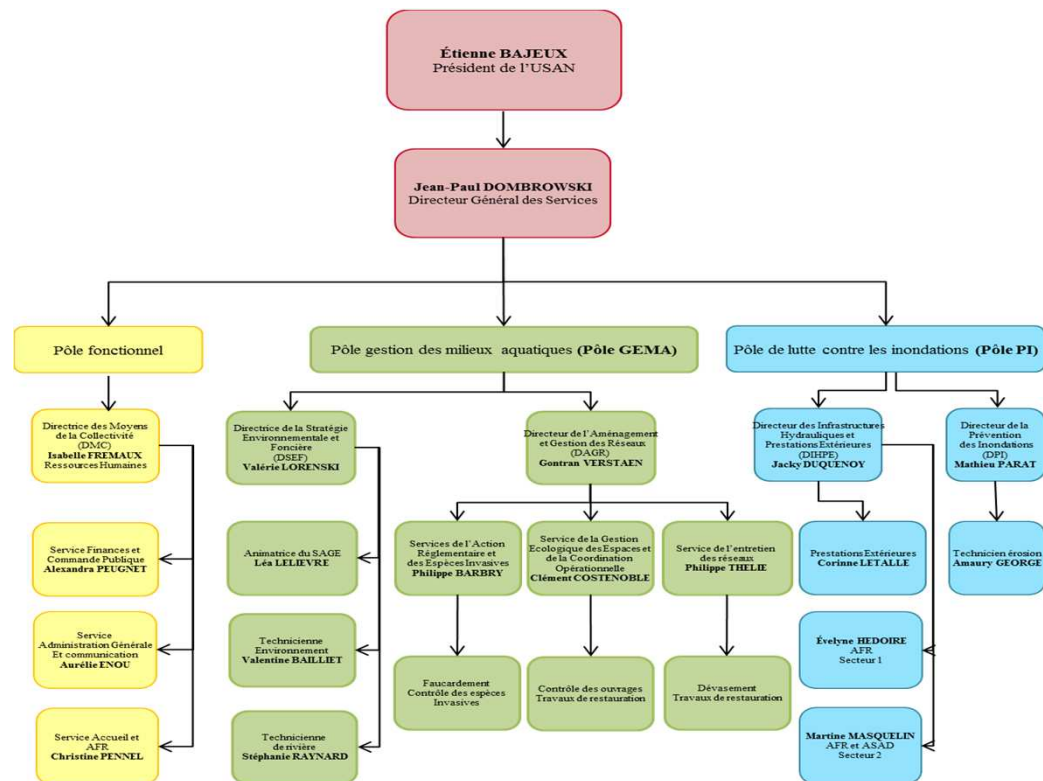 Étienne BAJEUX
Président de l'USAN
Jean-Paul DOMBROWSKI
Directeur Général des Services
Pôle fonctionnel
Pôle gestion des milieux aquatiques (Pôle GEMA)
Pôle de lutte contre les inondations (Pôle PI)
Directrice des Moyens
de la Collectivité
(DMC)
Isabelle FREMAUX
Ressources Humaines
Service Finances et
Commande Publique
Alexandra PEUGNET
Service
Administration Générale
Et communication
Aurélie ENOU
Service Accueil et
AFR
Christine PENNEL
Directrice de la Stratégie
Environnementale et
Foncière
(DSEF)
Valérie LORENSKI
Animatrice du SAGE
Léa LELIEVRE
Technicienne
Environnement
Valentine BAILLIET
Technicienne
de rivière
Stéphanie RAYNARD
Directeur de l'Aménagement
et Gestion des Réseaux
(DAGR)
Gontran VERSTAEN
Services de l'Action
Réglementaire et
des Espèces Invasives
Philippe BARBRY
Service de la Gestion
Ecologique des Espaces et
de la Coordination
Opérationnelle
Clément COSTENOBLE
Service de l'entretien
des réseaux
Philippe THELIE
Faucardement
Contrôle des espèces
Invasives
Contrôle des ouvrages
Travaux de restauration
Dévasement
Travaux de restauration
Directeur des Infrastructures
Hydrauliques et
Prestations Extérieures
(DIHPE)
Jacky DUQUENOY
Prestations Extérieures
Corinne LETALLE
Évelyne HEDOIRE
AFR
Secteur 1
Martine MASQUELIN
AFR et ASAD
Secteur 2
Directeur de la
Prévention
des Inondations
(DPI)
Mathieu PARAT
Technicien érosion
Amaury GEORGE